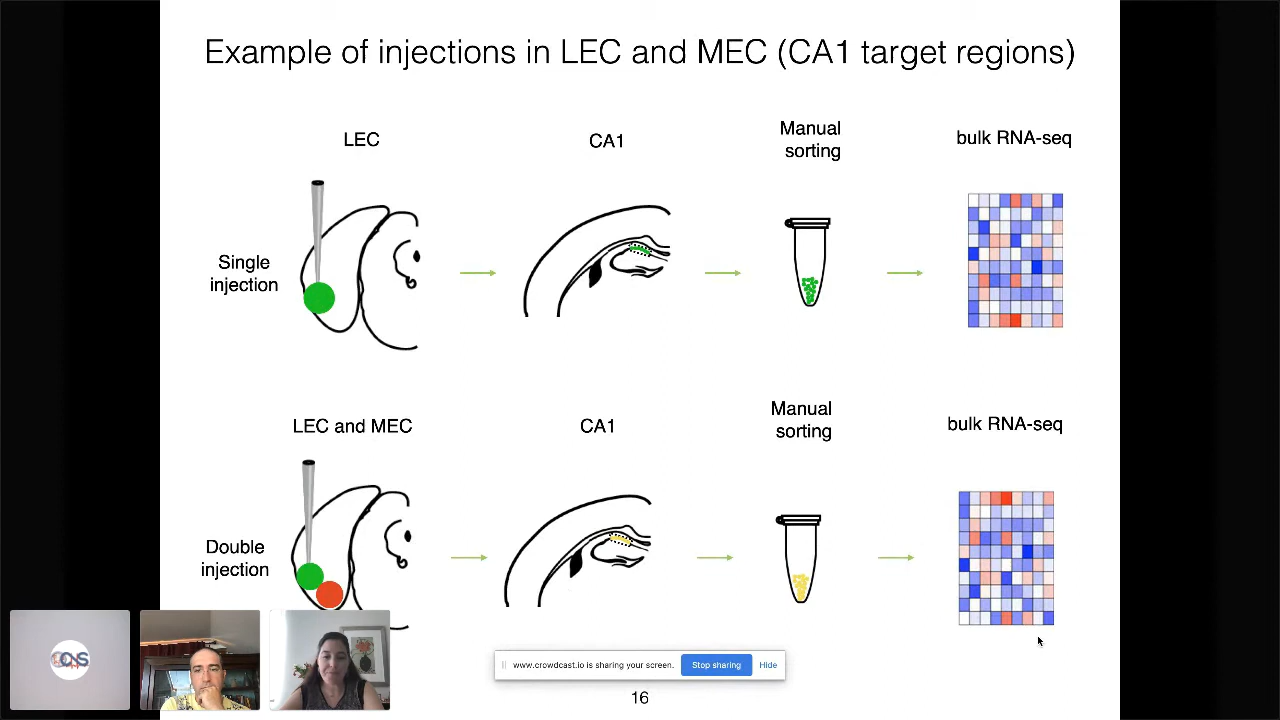 Example of injections in LEC and MEC (CA1 target regions)
LEC
CA1
Manual
sorting
bulk RNA-seq
Single
injection
LEC and MEC
CA1
Manual
sorting
bulk RNA-seq
Double
injection
www.crowdcast.io is sharing your screen.
Stop sharing
Hide
16